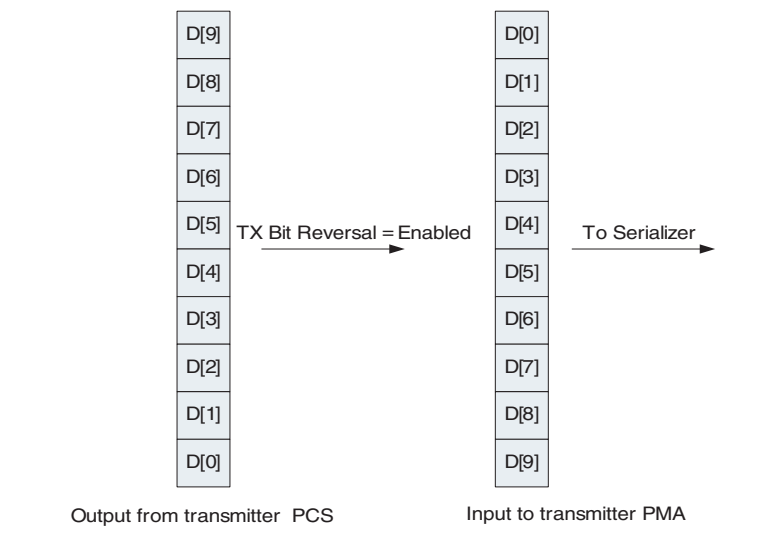 D[9]
D[8]
D[7]
D[6]
D[5]
D[4]
D[3]
D[2]
D[1]
D[0]
Output from transmitter PCS
TX Bit Reversal = Enabled
D[0]
D[1]
D[2]
D[3]
D[4]
D[5]
D[6]
D[7]
D[8]
D[9]
Input to transmitter PMA
To Serializer